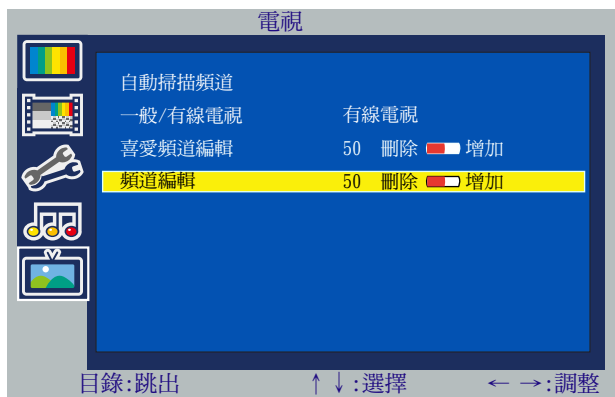 電視
自動掃描頻道
一般/有線電視 有線電視
喜愛頻道編輯 50 刪除 增加
頻道編輯 50 刪除 增加
目錄:跳出 ↑↓:選擇 ← →:調整